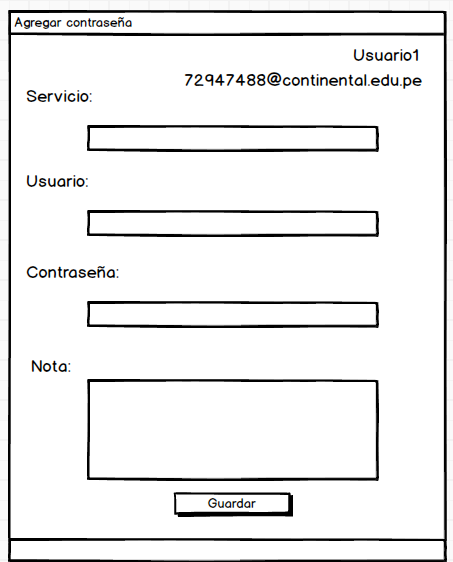 Agregar contraseña
Usuario1
72947488@continental.edu.pe
Servicio:
Usuario:
Contraseña:
Nota:
Guardar